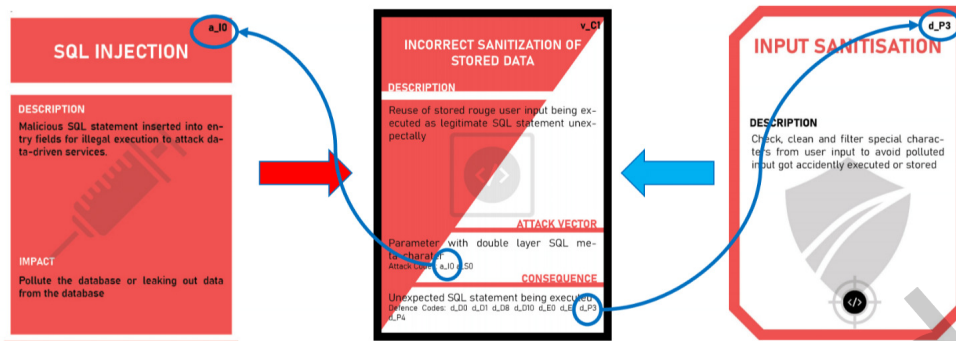 a_I0
SQL INJECTION
DESCRIPTION
Malicious SQL statement inserted into en-
try fields for illegal execution to attack da-
ta-driven services.
IMPACT
Pollute the database or leaking out data
from the database
v_C1
INCORRECT SANITIZATION OF
STORED DATA
DESCRIPTION
Reuse of stored rouge user input being ex-
ecuted as legitimate SQL statement unex-
pectally
</>
ATTACK VECTOR
Parameter with double layer SQL me-
ta-charater
Attack Codes: a_I0 a_S0
CONSEQUENCE
Unexpected SQL statement being executed
Defence Codes: d_D0 d_D1 d_D8 d_D10 d_E0 d_P3
d_P4
d_P3
INPUT SANITISATION
DESCRIPTION
Check, clean and filter special charac-
ters from user input to avoid polluted
input got accidently executed or stored
</>